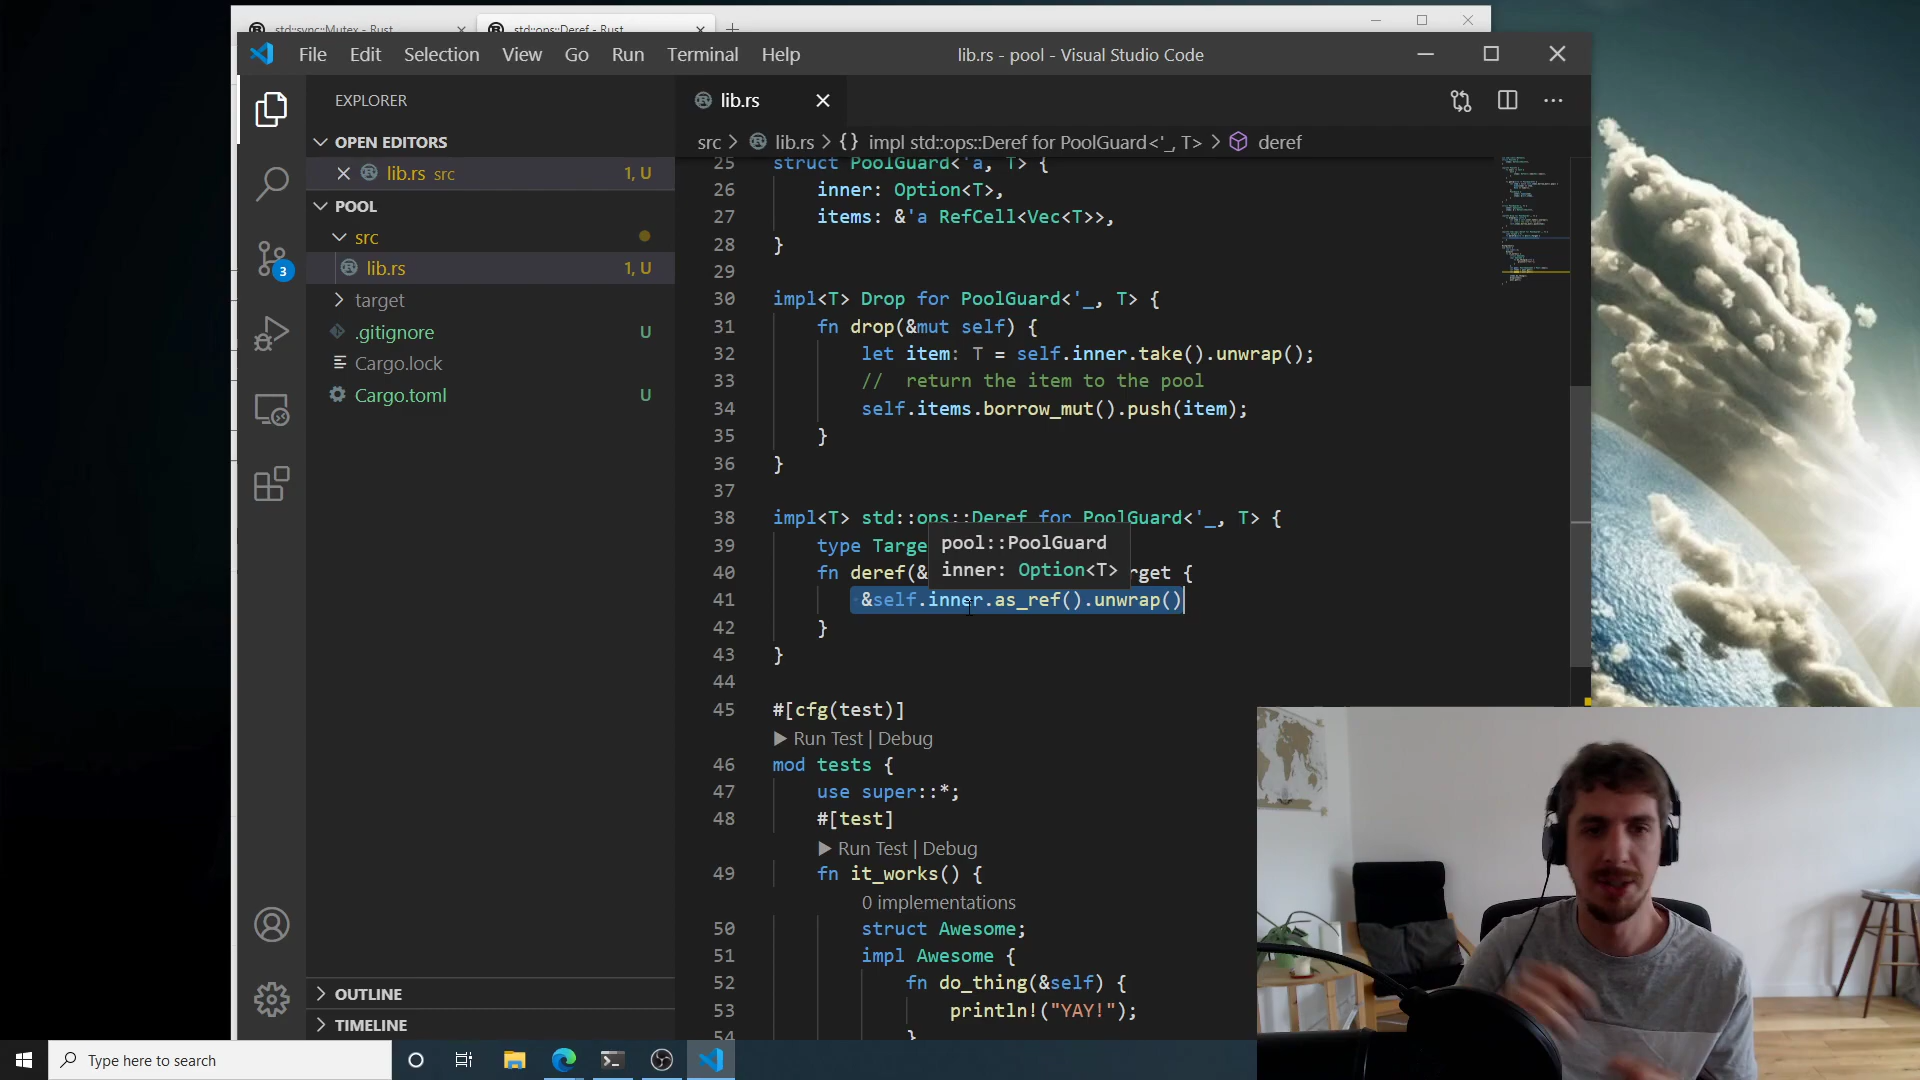 std::sync::Mutex - Rust
std::ops::Deref - Rust
File Edit Selection View Go Run Terminal Help
lib.rs - pool - Visual Studio Code
EXPLORER
OPEN EDITORS
lib.rs src 1, U
POOL
src
lib.rs 1, U
target
.gitignore U
Cargo.lock
Cargo.toml U
3
OUTLINE
TIMELINE
lib.rs
src > lib.rs > {} impl std::ops::Deref for PoolGuard<'_, T> > deref
25 struct PoolGuard<'a, T> {
26 inner: Option<T>,
27 items: &'a RefCell<Vec<T>>,
28 }
29
30 impl<T> Drop for PoolGuard<'_, T> {
31 fn drop(&mut self) {
32 let item: T = self.inner.take().unwrap();
33 // return the item to the pool
34 self.items.borrow_mut().push(item);
35 }
36 }
37
38 impl<T> std::ops::Deref for PoolGuard<'_, T> {
39 type Targe
pool::PoolGuard
inner: Option<T>
40 fn deref(& rget {
41 &self.inner.as_ref().unwrap()
42 }
43 }
44
45 #[cfg(test)]
Run Test | Debug
46 mod tests {
47 use super::*;
48 #[test]
Run Test | Debug
49 fn it_works() {
0 implementations
50 struct Awesome;
51 impl Awesome {
52 fn do_thing(&self) {
53 println!("YAY!");
54 }
Type here to search